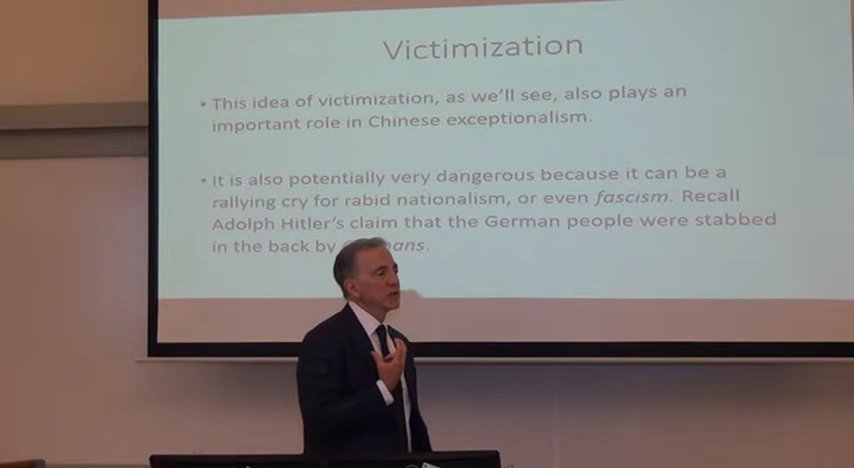 Victimization
• This idea of victimization, as we'll see, also plays an
important role in Chinese exceptionalism.
• It is also potentially very dangerous because it can be a
rallying cry for rabid nationalism, or even fascism. Recall
Adolph Hitler's claim that the German people were stabbed
in the back by